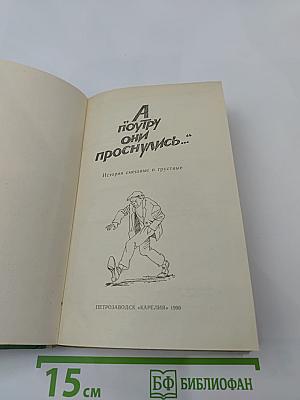 А
поутру
они
проснулись..."
Истории смешные и грустные
ПЕТРОЗАВОДСК «КАРЕЛИЯ» 1990
15 см
БФ БИБЛИОФАН